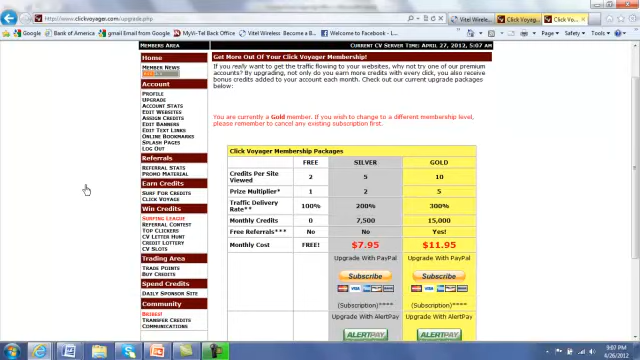 http://www.clickvoyager.com/upgrade.php
Vitel Wirele...
Click Voyag...
Click Voy...
Google
Bank of America
gmail Email from Google
MyVi-Tel Back Office
Vitel Wireless
Google
MEMBERS AREA
CURRENT CV SERVER TIME: APRIL 27, 2012, 5:07 AM
Home
MEMBER NEWS
Account
PROFILE
UPGRADE
ACCOUNT STATS
EDIT WEBSITES
ASSIGN CREDITS
EDIT BANNERS
EDIT TEXT LINKS
ONLINE BOOKMARKS
SPLASH PAGES
LOG OUT
Referrals
REFERRAL STATS
PROMO MATERIAL
Earn Credits
SURF FOR CREDITS
CLICK VOYAGE
Win Credits
SURFING LEAGUE
REFERRAL CONTEST
TOP CLICKERS
CV LETTER HUNT
CREDIT LOTTERY
CV SLOTS
Trading Area
TRADE POINTS
BUY CREDITS
Spend Credits
DAILY SPONSOR SITE
Community
TRANSFER CREDITS
COMMUNICATIONS
Get More Out Of Your Click Voyager Membership!
If you really want to get the traffic flowing to your websites, why not try one of our premium
accounts? By upgrading, not only do you earn more credits with every click, you also receive
bonus credits added to your account each month. Check out our current upgrade packages
below:
You are currently a Gold member. If you wish to change to a different membership level,
please remember to cancel any existing subscription first.
Click Voyager Membership Packages
FREE SILVER GOLD
Credits Per Site Viewed 2 5 10
Prize Multiplier* 1 2 5
Traffic Delivery Rate** 100% 200% 300%
Monthly Credits 0 7,500 15,000
Free Referrals*** No No Yes!
Monthly Cost FREE! $7.95 $11.95
Upgrade With PayPal Upgrade With PayPal
Subscribe Subscribe
(Subscription)**** (Subscription)****
Upgrade With AlertPay Upgrade With AlertPay
ALERTPAY ALERTPAY
9:07 PM
4/26/2012